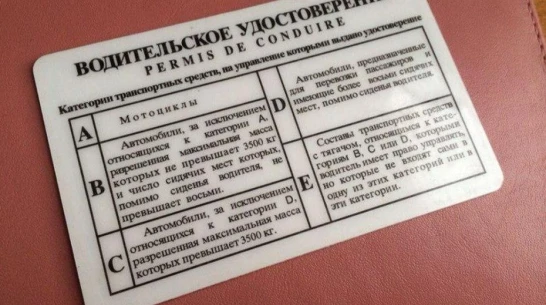 ВОДИТЕЛЬСКОЕ УДОСТОВЕРЕНИ
PERMIS DE CONDUIRE
Категории транспортных средств, на управление которыми выдано удостоверение
A
Мотоциклы
B
Автомобили, за исключением
относящихся к категории A,
разрешенная максимальная масса
которых не превышает 3500 кг
и число сидячих мест которых,
помимо сиденья водителя, не
превышает восьми.
C
Автомобили, за исключением
относящихся к категории D,
разрешенная максимальная масса
которых превышает 3500 кг.
D
Автомобили, предназначенные
для перевозки пассажиров и
имеющие более восьми сидячих
мест, помимо сиденья водителя.
E
Составы транспортных средств
с тягачом, относящимся к кате-
гориям B, C или D, которыми
водитель имеет право управлять,
но которые не входят сами в
одну из этих категорий или в
эти категории.